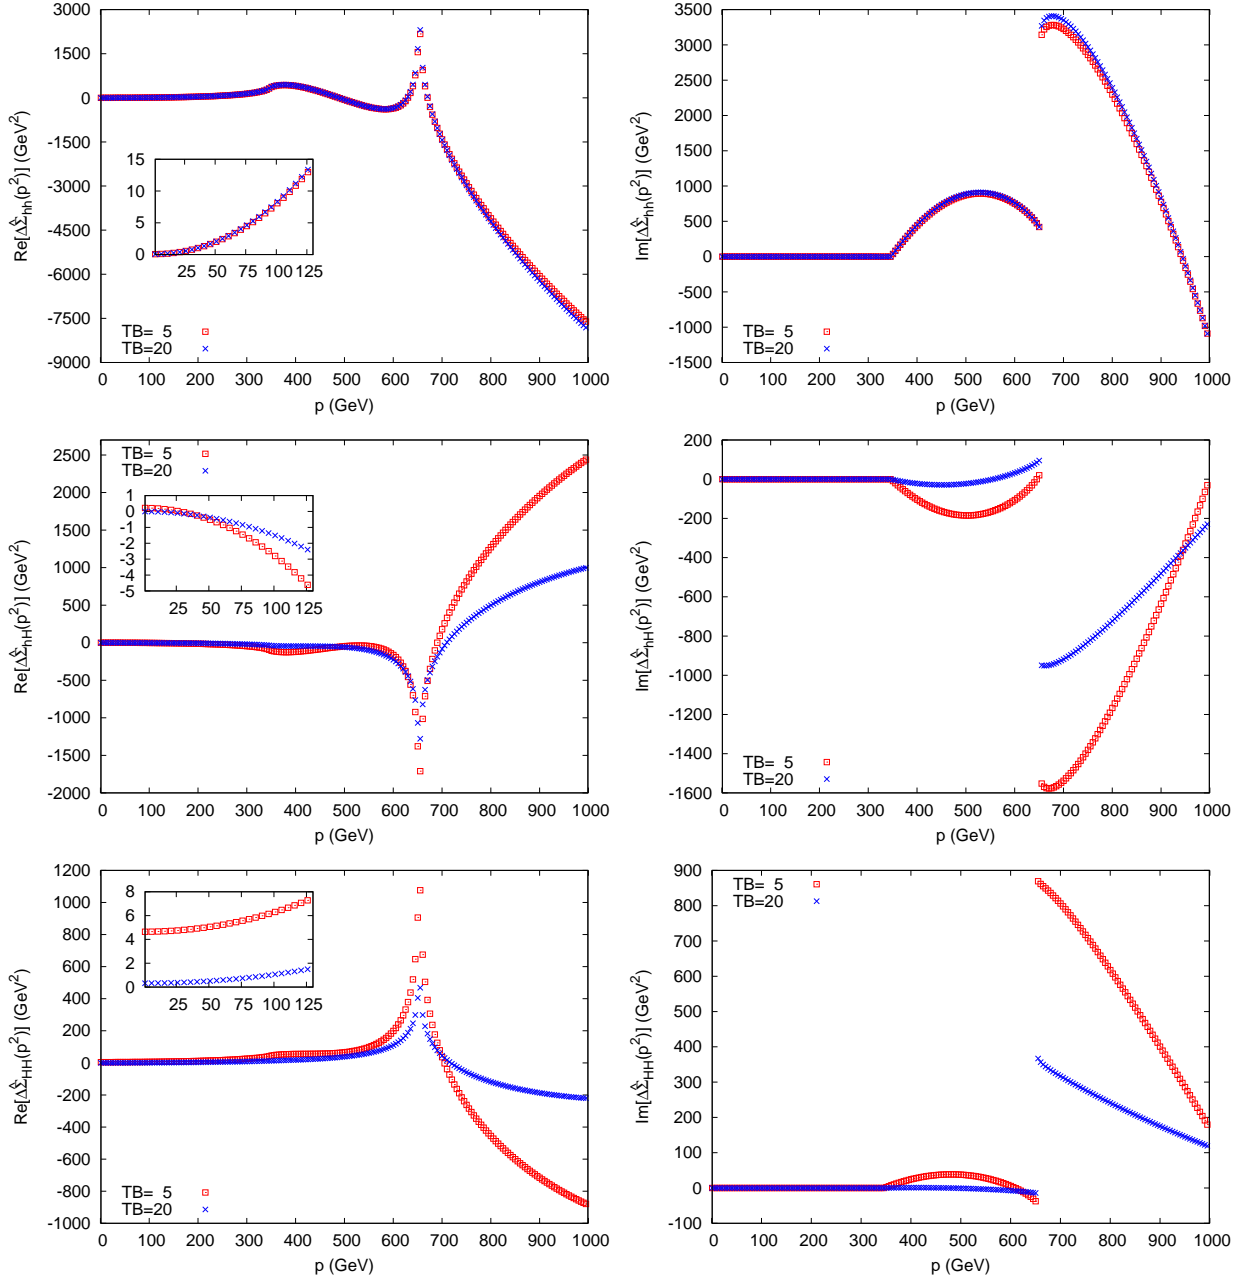 3000
1500
0
-1500
-3000
-4500
-6000
-7500
-9000
Re[ΔΣ̂hh(p²)] (GeV²)
15
10
5
0
25 50 75 100 125
TB= 5
TB=20
0 100 200 300 400 500 600 700 800 900 1000
p (GeV)
3500
3000
2500
2000
1500
1000
500
0
-500
-1000
-1500
Im[ΔΣ̂hh(p²)] (GeV²)
TB= 5
TB=20
0 100 200 300 400 500 600 700 800 900 1000
p (GeV)
2500
2000
1500
1000
500
0
-500
-1000
-1500
-2000
Re[ΔΣ̂hH(p²)] (GeV²)
TB= 5
TB=20
1
0
-1
-2
-3
-4
-5
25 50 75 100 125
0 100 200 300 400 500 600 700 800 900 1000
p (GeV)
200
0
-200
-400
-600
-800
-1000
-1200
-1400
-1600
Im[ΔΣ̂hH(p²)] (GeV²)
TB= 5
TB=20
0 100 200 300 400 500 600 700 800 900 1000
p (GeV)
1200
1000
800
600
400
200
0
-200
-400
-600
-800
-1000
Re[ΔΣ̂HH(p²)] (GeV²)
8
6
4
2
0
25 50 75 100 125
TB= 5
TB=20
0 100 200 300 400 500 600 700 800 900 1000
p (GeV)
900
800
700
600
500
400
300
200
100
0
-100
Im[ΔΣ̂HH(p²)] (GeV²)
TB= 5
TB=20
0 100 200 300 400 500 600 700 800 900 1000
p (GeV)